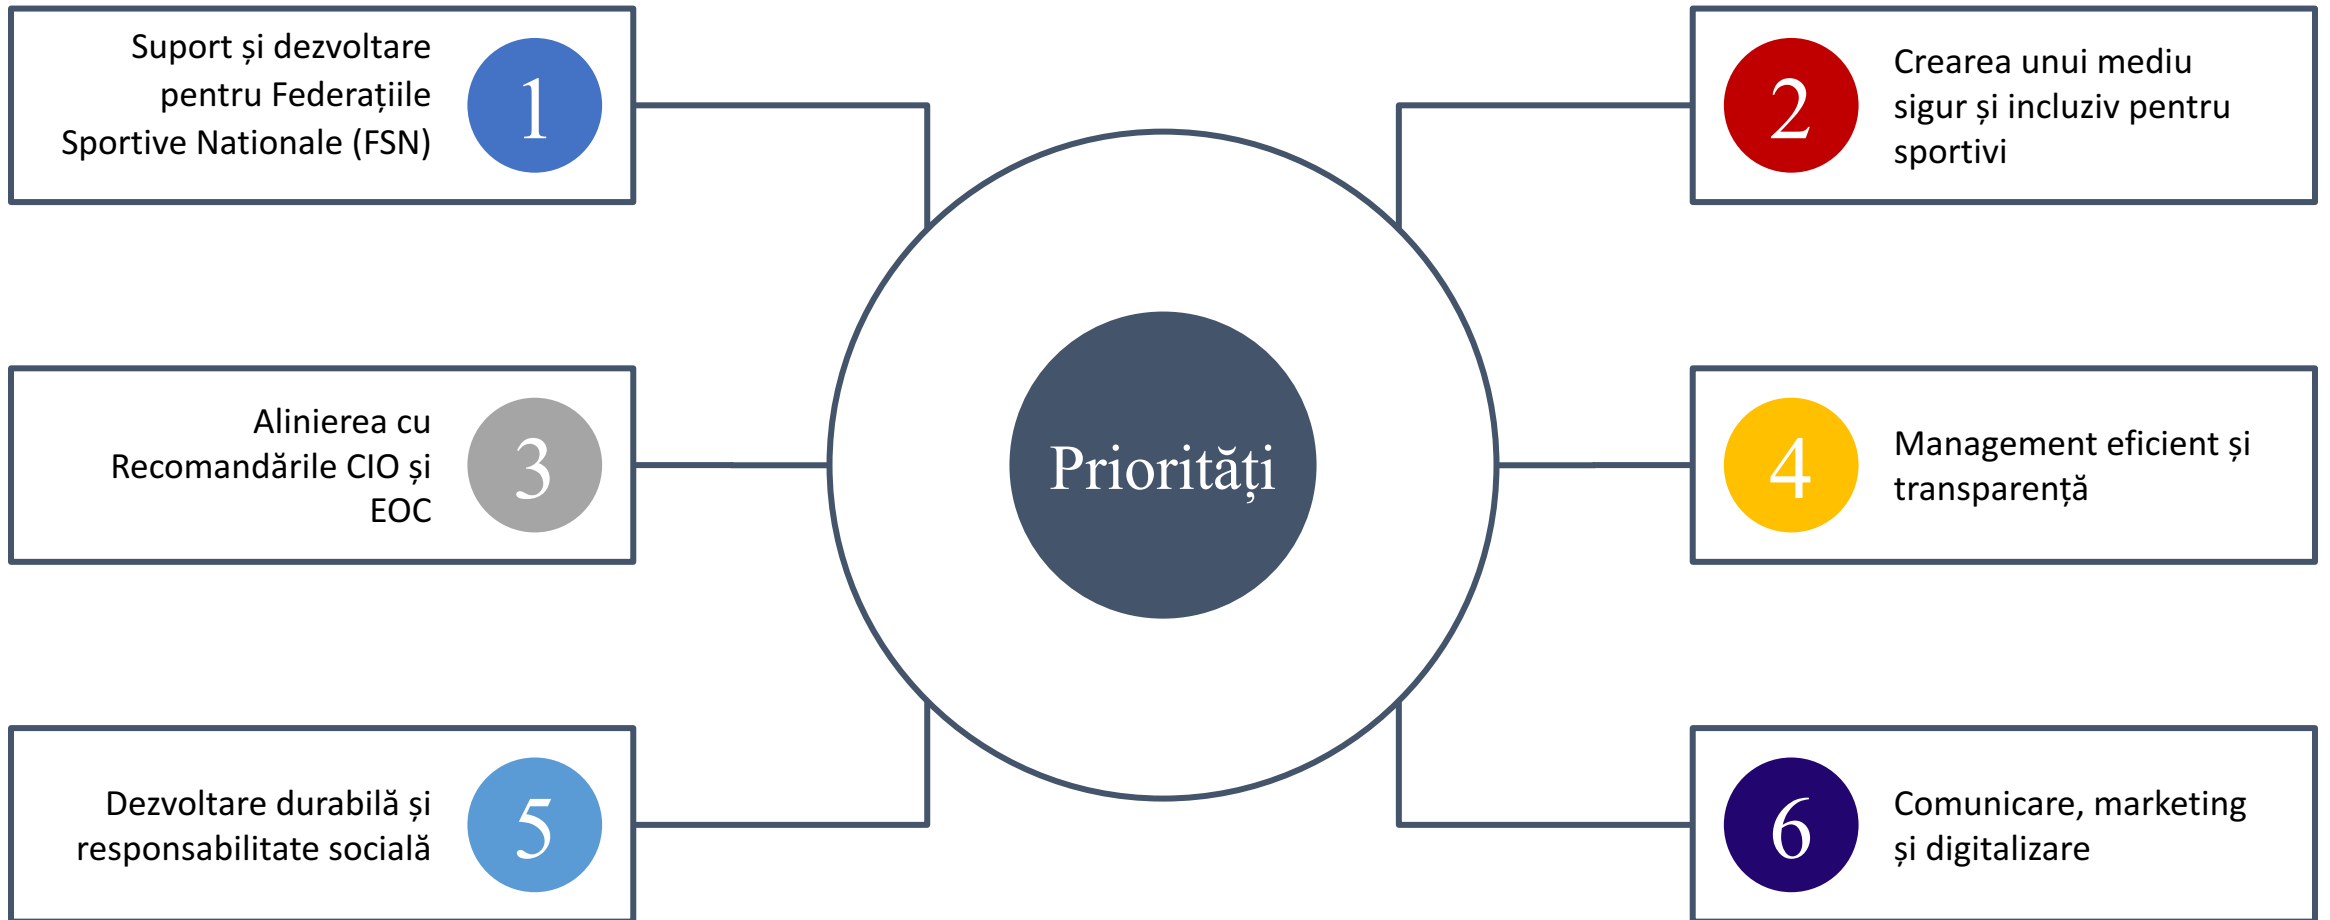 Suport și dezvoltare
pentru Federațiile
Sportive Nationale (FSN)
1
2
Crearea unui mediu
sigur și incluziv pentru
sportivi
Alinierea cu
Recomandările CIO și
EOC
3
Priorități
4
Management eficient și
transparență
Dezvoltare durabilă și
responsabilitate socială
5
6
Comunicare, marketing
și digitalizare